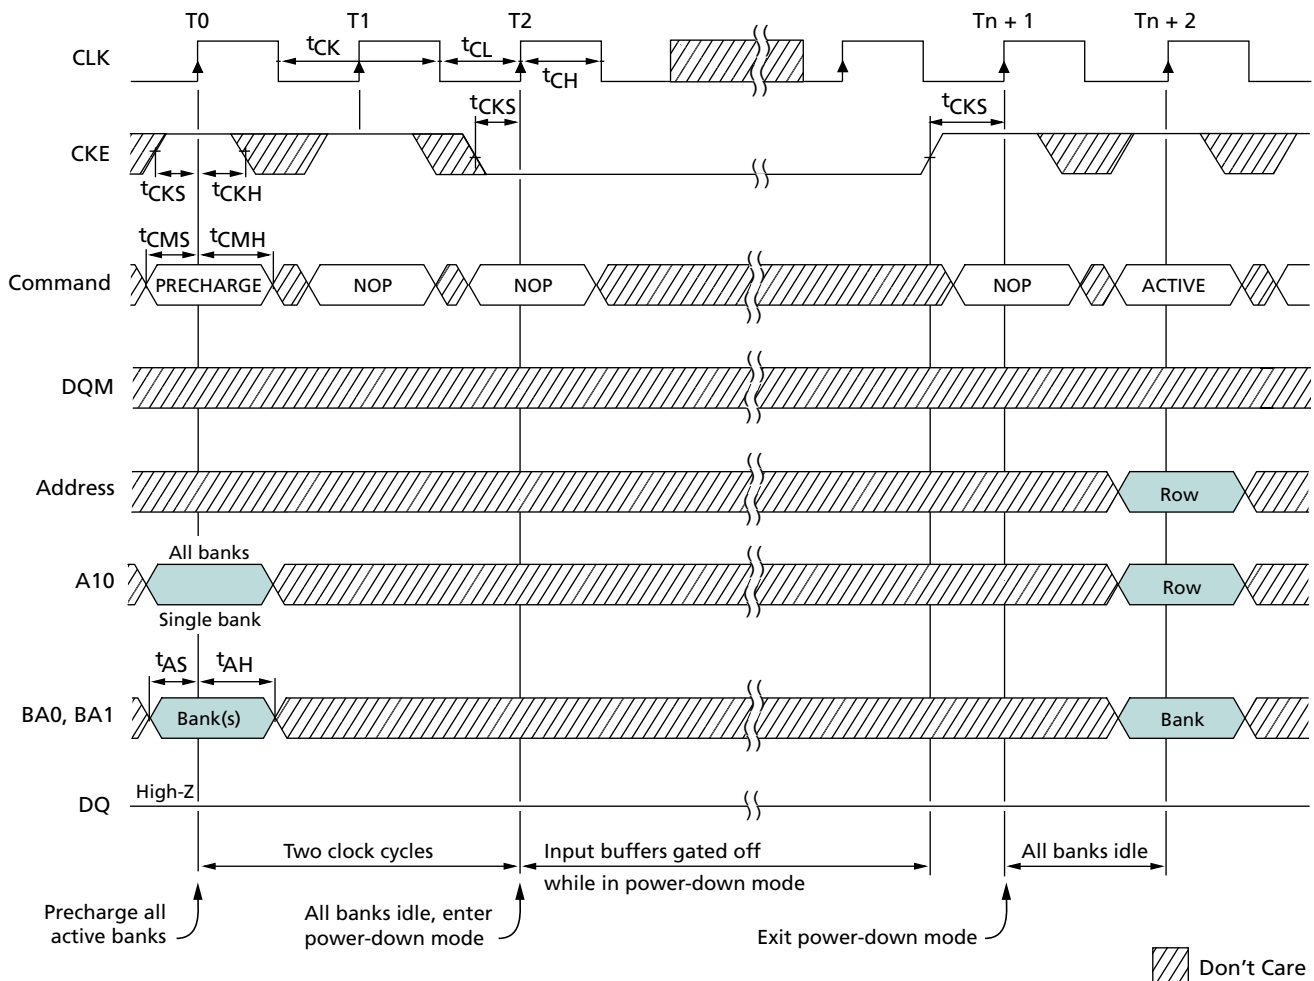 T0 T1 T2 Tn + 1 Tn + 2
CLK
tCK tCL
tCH
tCKS tCKS
CKE
tCKS tCKH
tCMS tCMH
Command PRECHARGE NOP NOP NOP ACTIVE
DQM
Address Row
All banks
A10 Row
Single bank
tAS tAH
BA0, BA1 Bank(s) Bank
High-Z
DQ
Two clock cycles Input buffers gated off All banks idle
while in power-down mode
Precharge all All banks idle, enter
active banks power-down mode Exit power-down mode
Don't Care